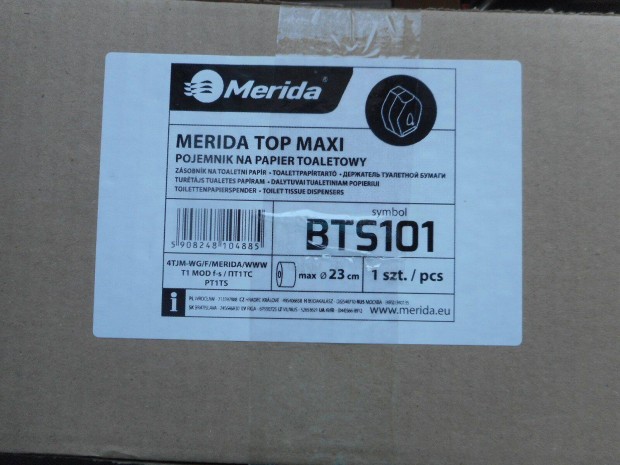 Merida®
MERIDA TOP MAXI
POJEMNIK NA PAPIER TOALETOWY
ZÁSOBNÍK NA TOALETNÍ PAPÍR • TOALETTPAPÍRTARTÓ • ДЕРЖАТЕЛЬ ТУАЛЕТНОЙ БУМАГИ
TURĒTĀJS TUALETES PAPĪRAM • DALYTUVAI TUALETINIAM POPIERIUI
TOILETTENPAPIERSPENDER • TOILET TISSUE DISPENSERS
symbol
BTS101
5 908248 104885
4TJM-WG/F/MERIDA/WWW
T1 MOD f-s / ПТ1TC
PT1TS
max ø 23 cm
1 szt. / pcs
i
www.merida.eu